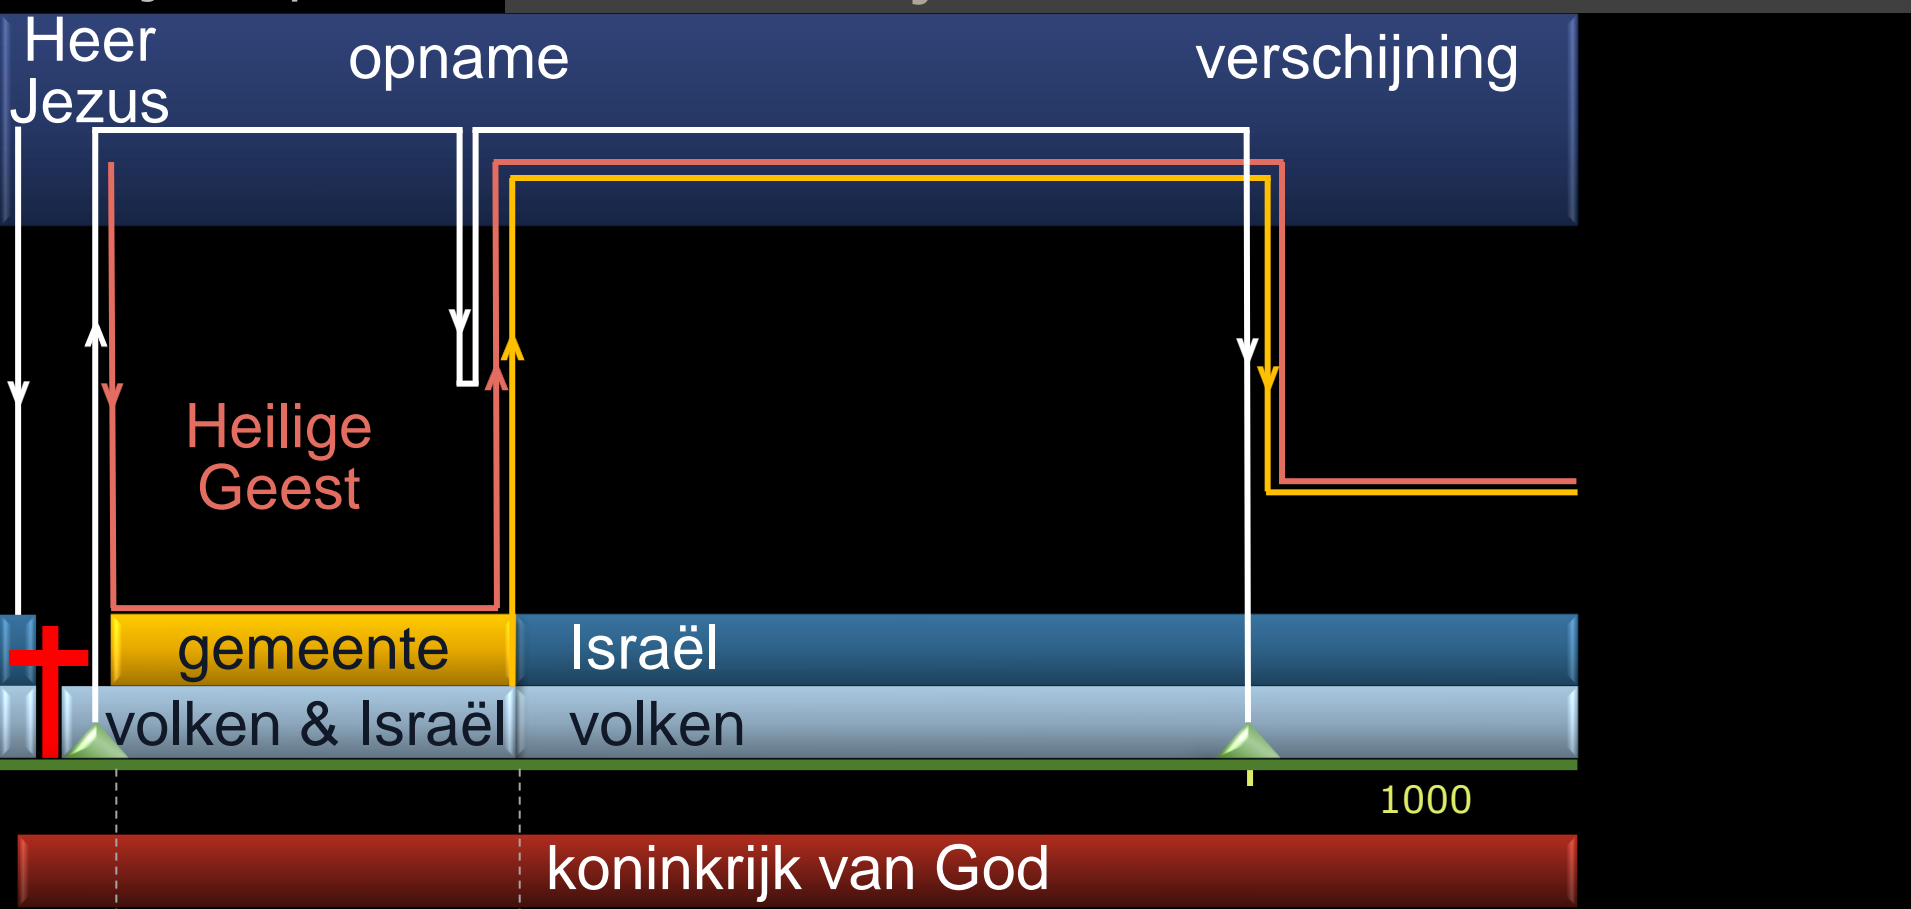 Heer
Jezus
opname
verschijning
Heilige
Geest
gemeente
Israël
volken & Israël
volken
1000
koninkrijk van God